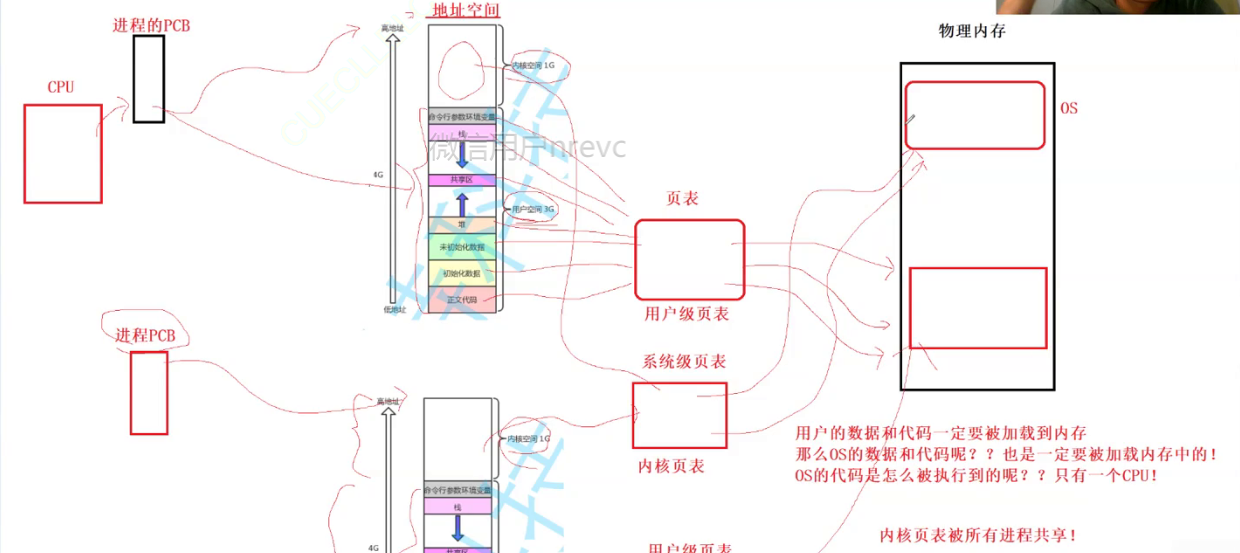 地址空间
进程的PCB
高地址
物理内存
CPU
内核空间 1G
OS
命令行参数环境变量
栈
微信用户nrevc
4G
共享区
页表
用户空间 3G
堆
未初始化数据
初始化数据
正文代码
低地址
用户级页表
进程PCB
系统级页表
高地址
内核空间 1G
用户的数据和代码一定要被加载到内存
那么OS的数据和代码呢？？也是一定要被加载内存中的！
内核页表
OS的代码是怎么被执行到的呢？？只有一个CPU！
命令行参数环境变量
栈
内核页表被所有进程共享！
4G
共享区
用户级页表